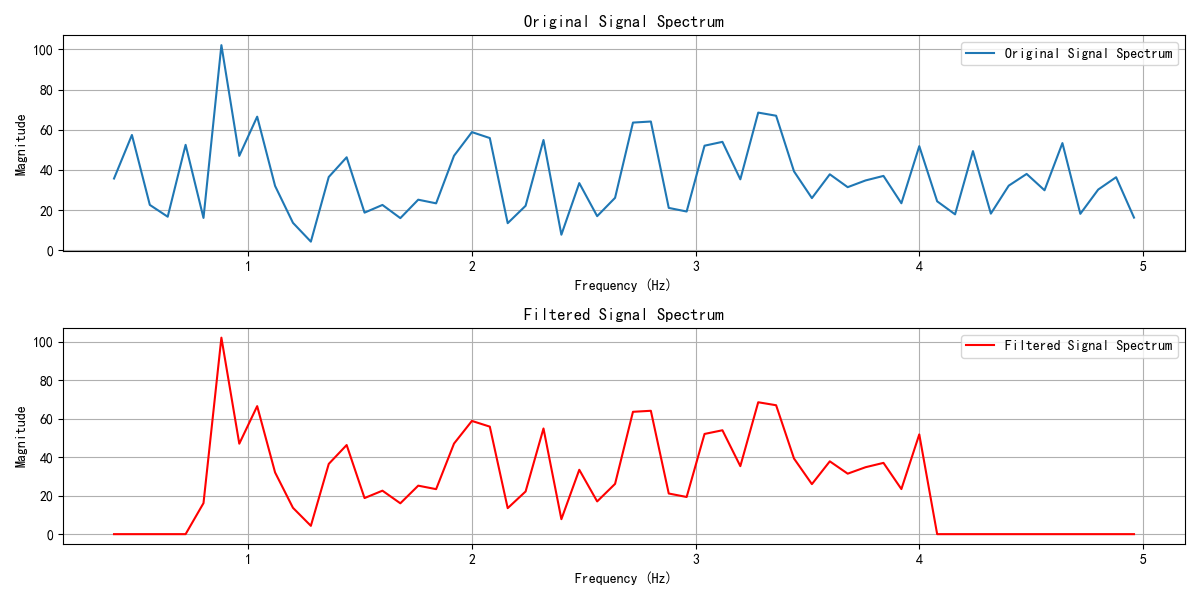 Original Signal Spectrum
Original Signal Spectrum
Magnitude
100
80
60
40
20
0
1 2 3 4 5
Frequency (Hz)
Filtered Signal Spectrum
Filtered Signal Spectrum
Magnitude
100
80
60
40
20
0
1 2 3 4 5
Frequency (Hz)